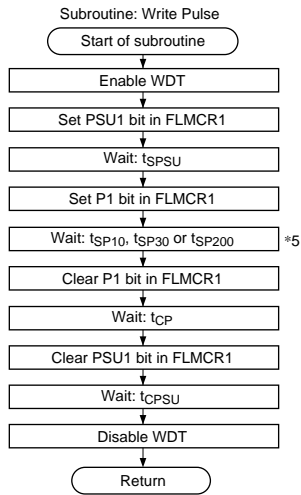 Subroutine: Write Pulse
Start of subroutine
Enable WDT
Set PSU1 bit in FLMCR1
Wait: tSPSU
Set P1 bit in FLMCR1
Wait: tSP10, tSP30 or tSP200 *5
Clear P1 bit in FLMCR1
Wait: tCP
Clear PSU1 bit in FLMCR1
Wait: tCPSU
Disable WDT
Return